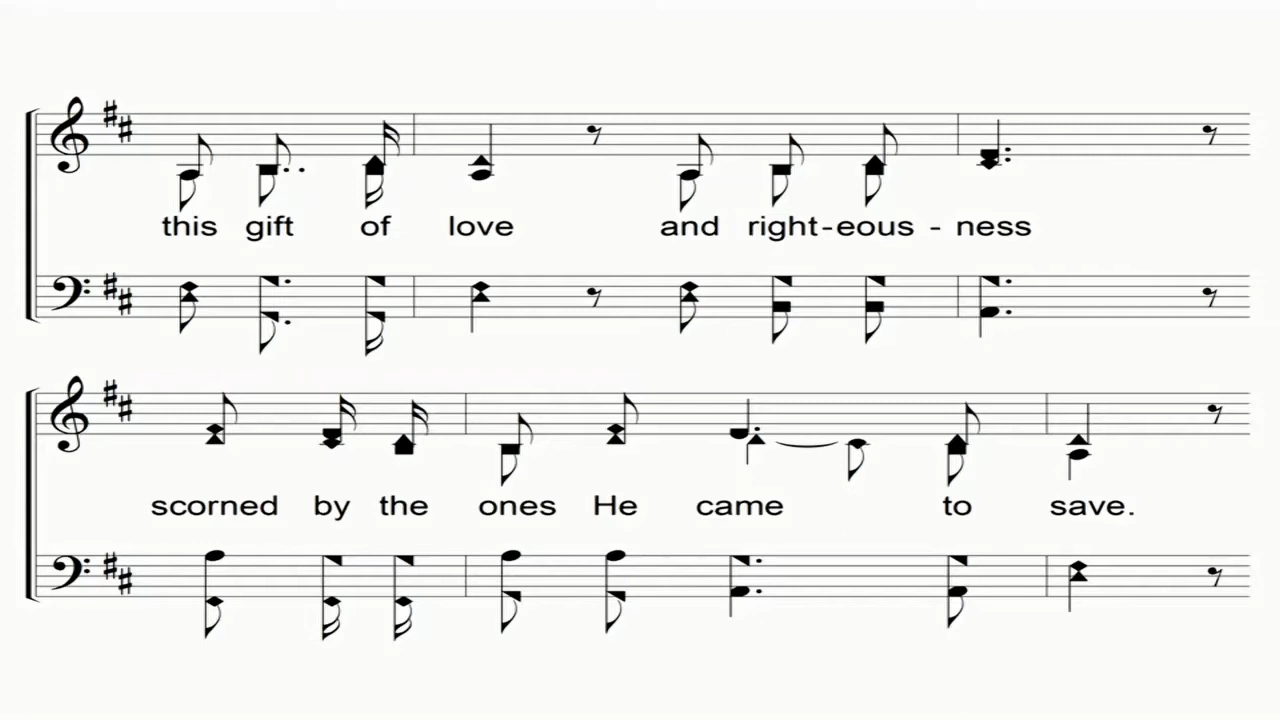 this gift of love and right-eous - ness
scorned by the ones He came to save.